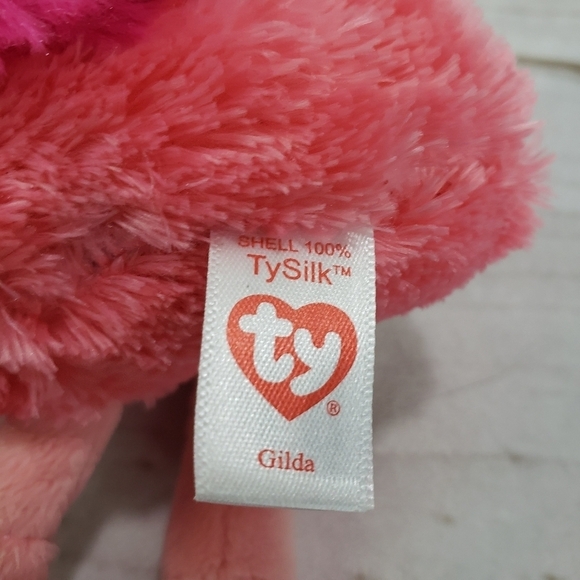 SHELL 100%
TySilk™
ty®
Gilda